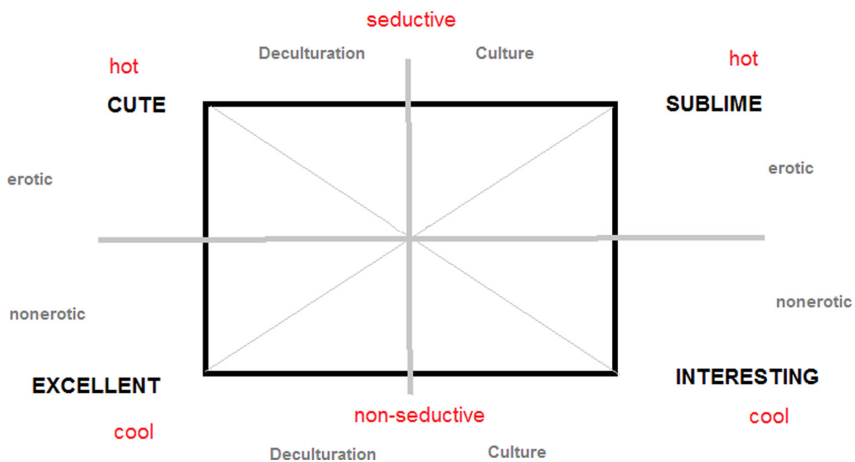 seductive
Deculturation Culture
hot hot
CUTE SUBLIME
erotic erotic
nonerotic nonerotic
EXCELLENT INTERESTING
non-seductive
cool cool
Deculturation Culture